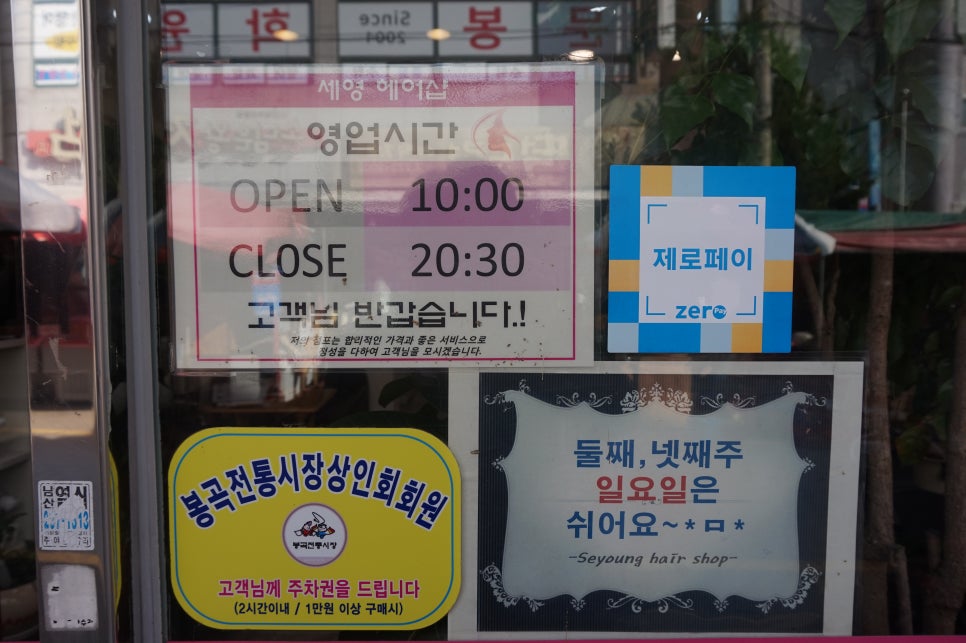 Since
2001
봉
문
학
원
세영 헤어샵
영업시간
OPEN 10:00
CLOSE 20:30
고객님 반갑습니다.!
저희 점포는 합리적인 가격과 좋은 서비스로
정성을 다하여 고객님을 모시겠습니다.
제로페이
zero Pay
봉곡전통시장상인회회원
봉곡전통시장
고객님께 주차권을 드립니다
(2시간이내 / 1만원 이상 구매시)
둘째,넷째주
일요일은
쉬어요~*ㅁ*
-Seyoung hair shop-